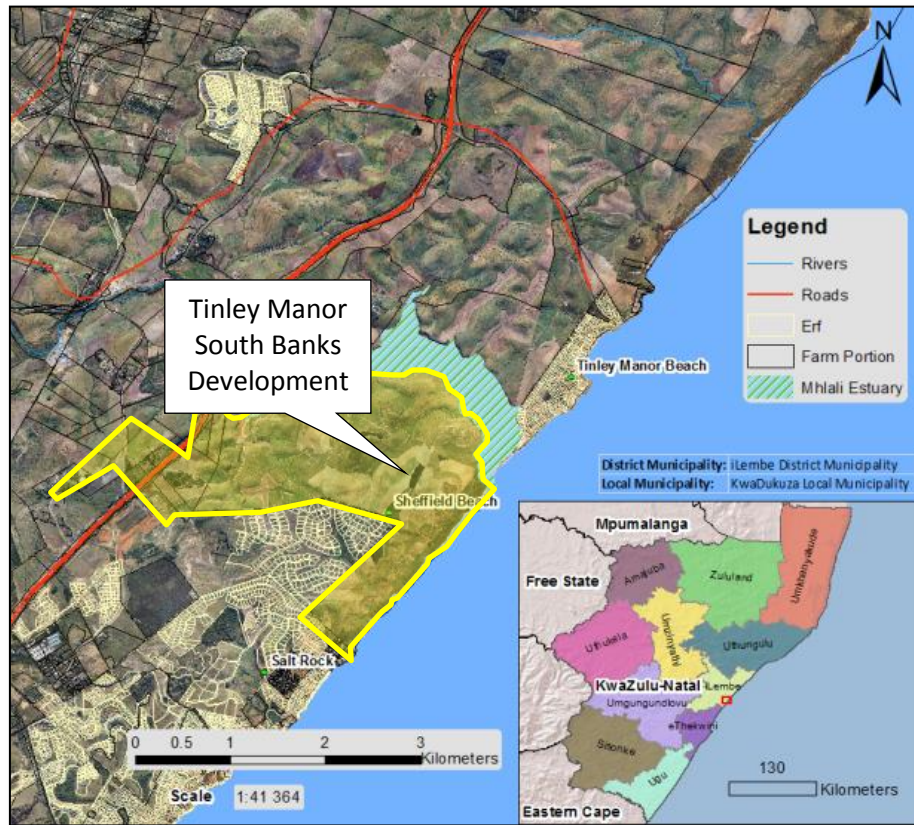 N
Legend
Rivers
Roads
Erf
Farm Portion
Mhlali Estuary
Tinley Manor
South Banks
Development
Tinley Manor Beach
District Municipality: iLembe District Municipality
Local Municipality: KwaDukuza Local Municipality
Sheffield Beach
Salt Rock
0 0.5 1 2 3
Kilometers
Scale 1:41 364
Mpumalanga
Free State
Amajuba
Zululand
Umkhanyakude
Uthukela
Umzinyathi
Uthungulu
KwaZulu-Natal
iLembe
Umgungundlovu
eThekwini
Sisonke
Ugu
Eastern Cape
130
Kilometers